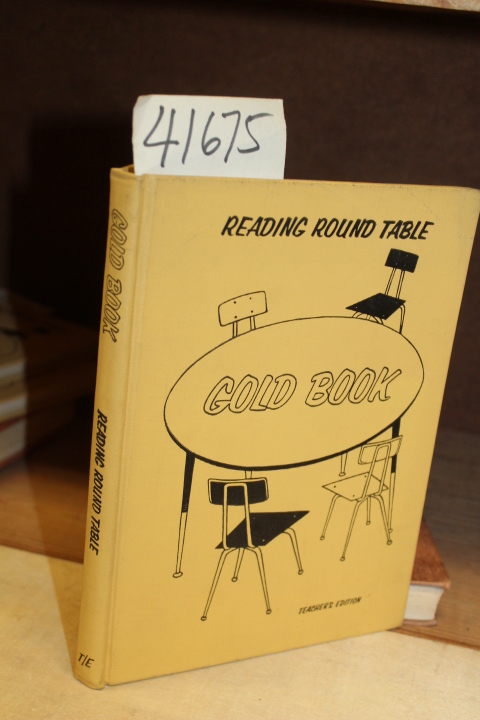 41675
READING ROUND TABLE
GOLD BOOK
TEACHER'S EDITION
GOLD BOOK
READING ROUND TABLE
T/E